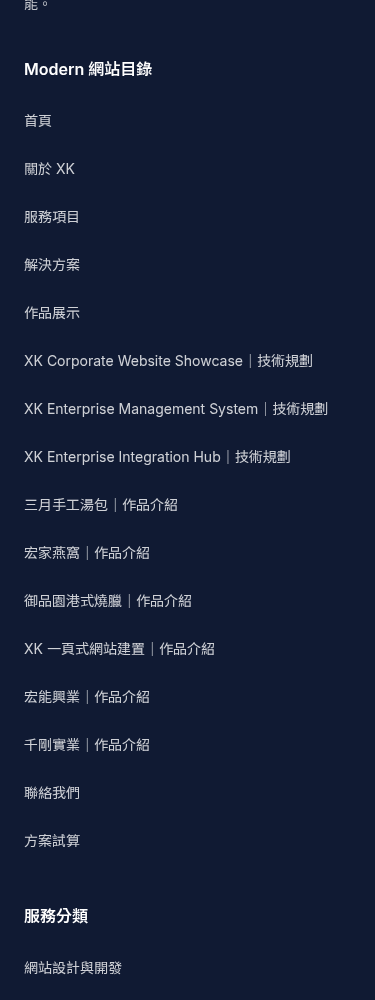 能。
Modern 網站目錄
首頁
關於 XK
服務項目
解決方案
作品展示
XK Corporate Website Showcase｜技術規劃
XK Enterprise Management System｜技術規劃
XK Enterprise Integration Hub｜技術規劃
三月手工湯包｜作品介紹
宏家燕窩｜作品介紹
御品園港式燒臘｜作品介紹
XK 一頁式網站建置｜作品介紹
宏能興業｜作品介紹
千剛實業｜作品介紹
聯絡我們
方案試算
服務分類
網站設計與開發